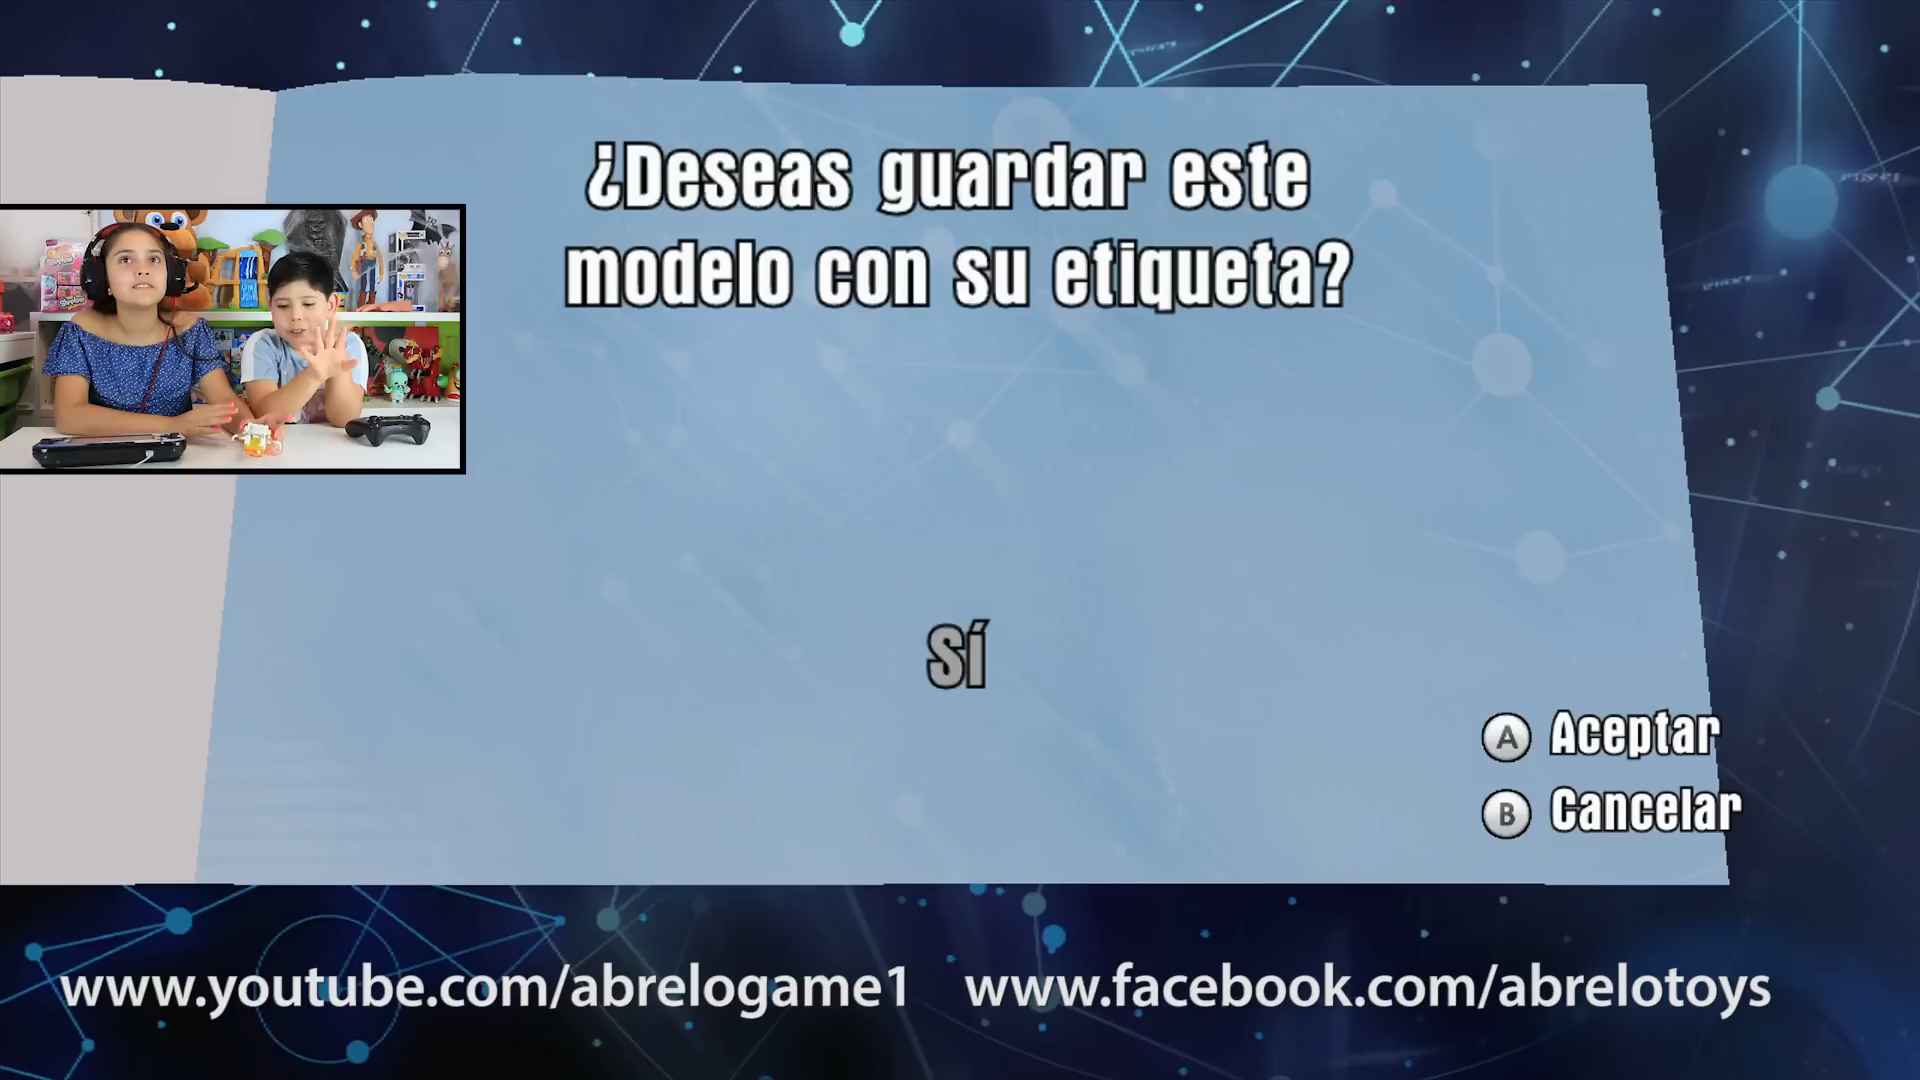 ¿Deseas guardar este
modelo con su etiqueta?
Sí
A Aceptar
B Cancelar
www.youtube.com/abrelogame1 www.facebook.com/abrelotoys